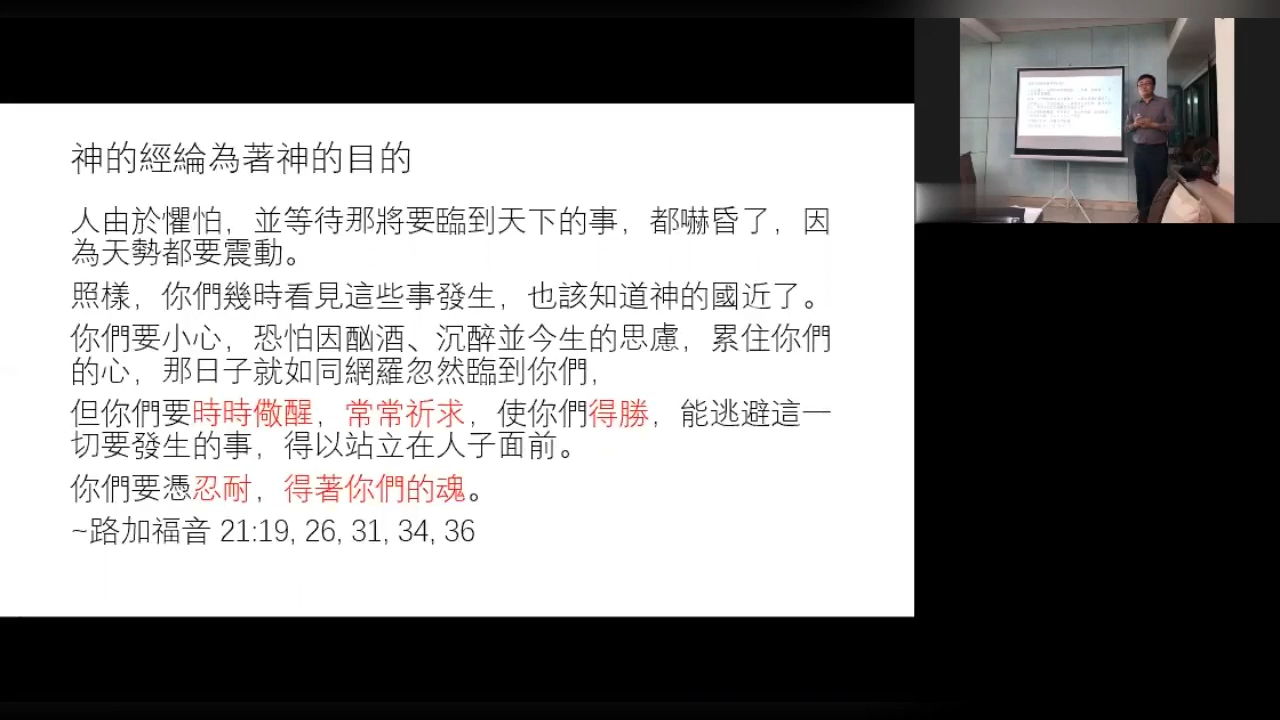 神的經綸為著神的目的
人由於懼怕，並等待那將要臨到天下的事，都嚇昏了，因
為天勢都要震動。
照樣，你們幾時看見這些事發生，也該知道神的國近了。
你們要小心，恐怕因酗酒、沉醉並今生的思慮，累住你們
的心，那日子就如同網羅忽然臨到你們，
但你們要時時儆醒，常常祈求，使你們得勝，能逃避這一
切要發生的事，得以站立在人子面前。
你們要憑忍耐，得著你們的魂。
~路加福音 21:19, 26, 31, 34, 36